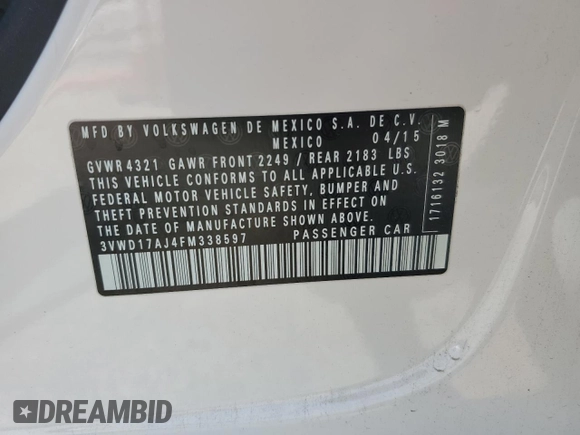 MFD BY VOLKSWAGEN DE MEXICO S.A. DE C.V.
MEXICO 04/15
GVWR 4321 GAWR FRONT 2249 / REAR 2183 LBS
THIS VEHICLE CONFORMS TO ALL APPLICABLE U.S.
FEDERAL MOTOR VEHICLE SAFETY, BUMPER AND
THEFT PREVENTION STANDARDS IN EFFECT ON
THE DATE OF MANUFACTURE SHOWN ABOVE
3VWD17AJ4FM338597 PASSENGER CAR
1716132 3018 M
DREAMBID